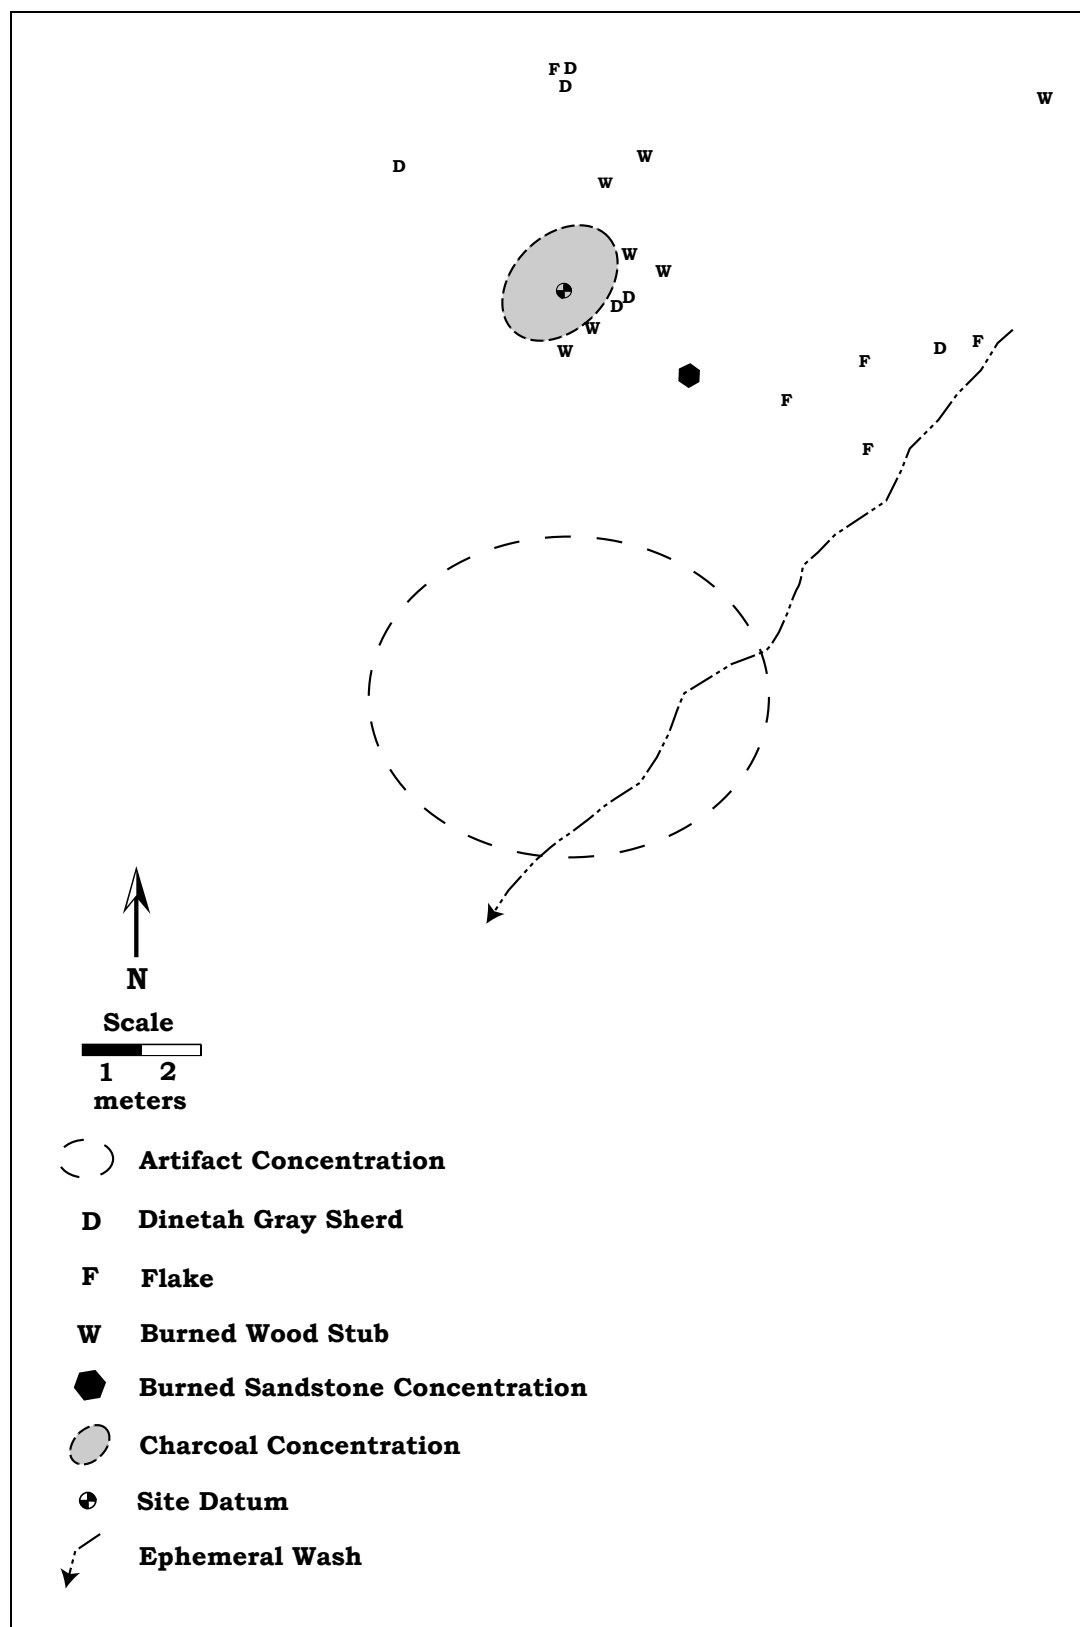 F D
D
W
W
D
W
W
W
D
D
W
W
F
D
F
F
F
N
Scale
1 2
meters
Artifact Concentration
D Dinetah Gray Sherd
F Flake
W Burned Wood Stub
Burned Sandstone Concentration
Charcoal Concentration
Site Datum
Ephemeral Wash